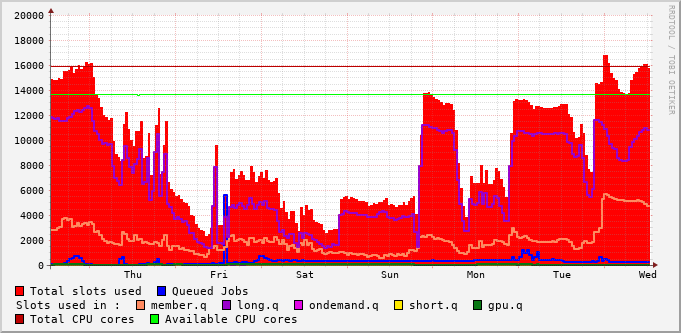 20000
18000
16000
14000
12000
10000
8000
6000
4000
2000
0
Thu Fri Sat Sun Mon Tue Wed
Total slots used Queued Jobs
Slots used in : member.q long.q ondemand.q short.q gpu.q
Total CPU cores Available CPU cores
RRDTOOL / TOBI OETIKER